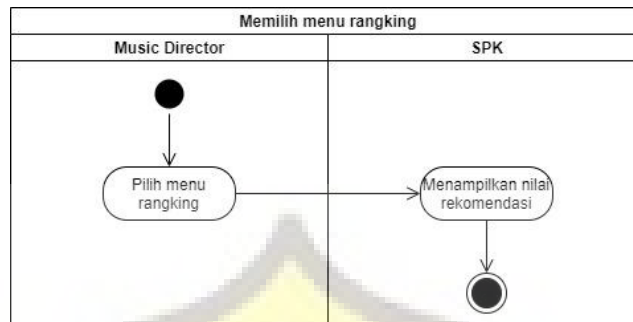 Memilih menu rangking
Music Director
SPK
Pilih menu
rangking
Menampilkan nilai
rekomendasi